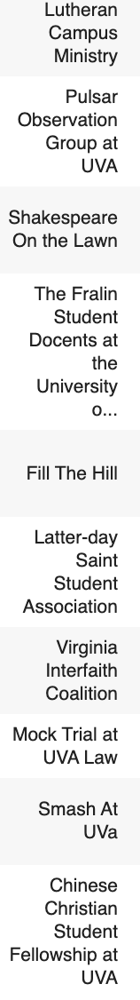 Lutheran
Campus
Ministry
Pulsar
Observation
Group at
UVA
Shakespeare
On the Lawn
The Fralin
Student
Docents at
the
University
o...
Fill The Hill
Latter-day
Saint
Student
Association
Virginia
Interfaith
Coalition
Mock Trial at
UVA Law
Smash At
UVa
Chinese
Christian
Student
Fellowship at
UVA